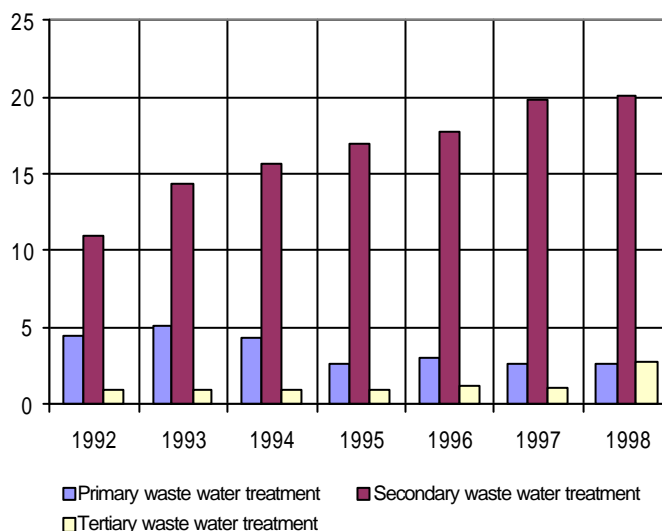 25
20
15
10
5
0
1992 1993 1994 1995 1996 1997 1998
Primary waste water treatment Secondary waste water treatment
Tertiary waste water treatment